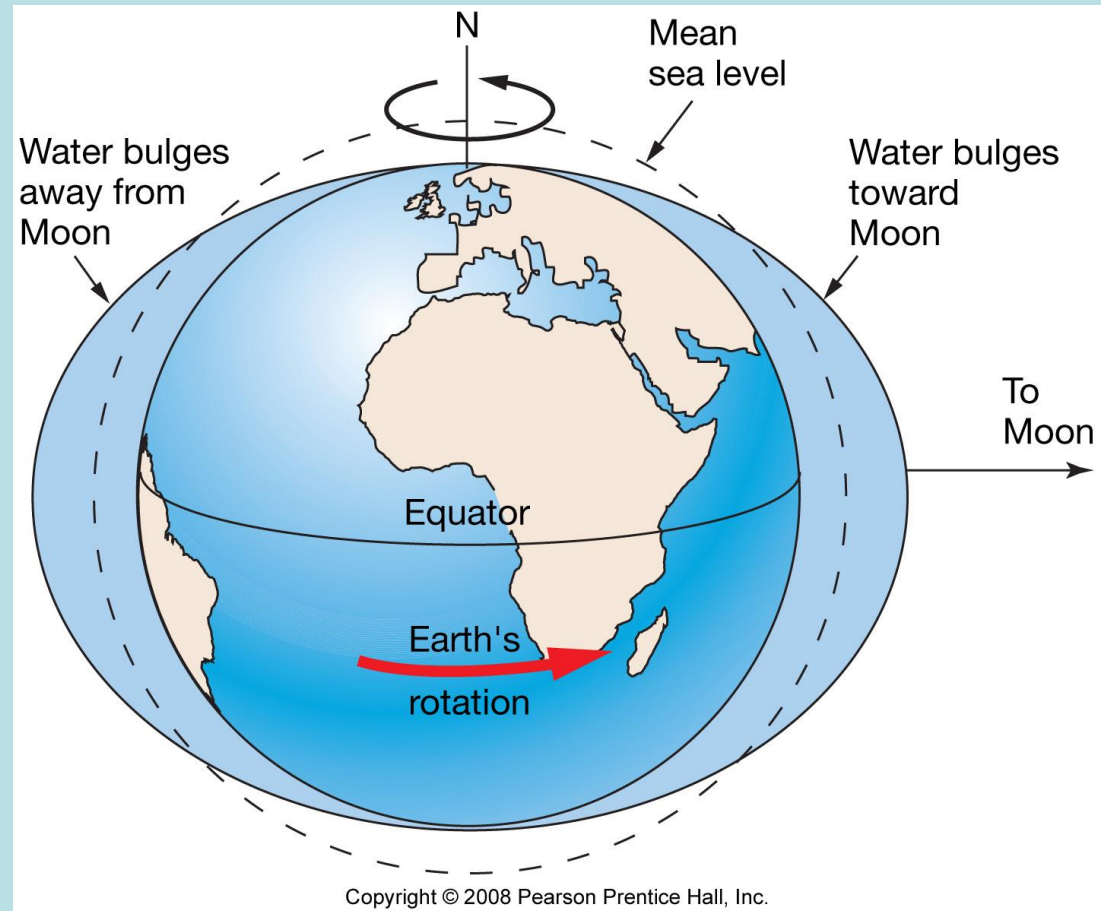 N
Mean
sea level
Water bulges
away from
Moon
Water bulges
toward
Moon
To
Moon
Equator
Earth's
rotation
Copyright © 2008 Pearson Prentice Hall, Inc.